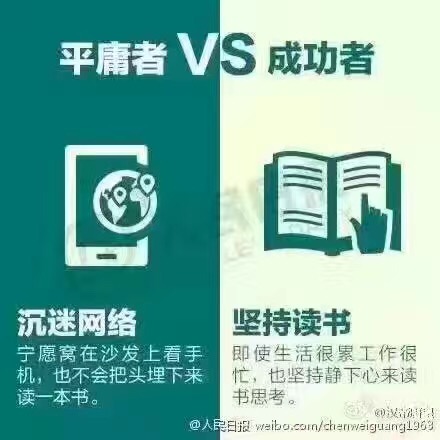 平庸者 VS 成功者
沉迷网络
宁愿窝在沙发上看手
机，也不会把头埋下来
读一本书。
坚持读书
即使生活很累工作很
忙，也坚持静下心来读
书思考。
@人民日报 weibo.com/chenweiguang1963